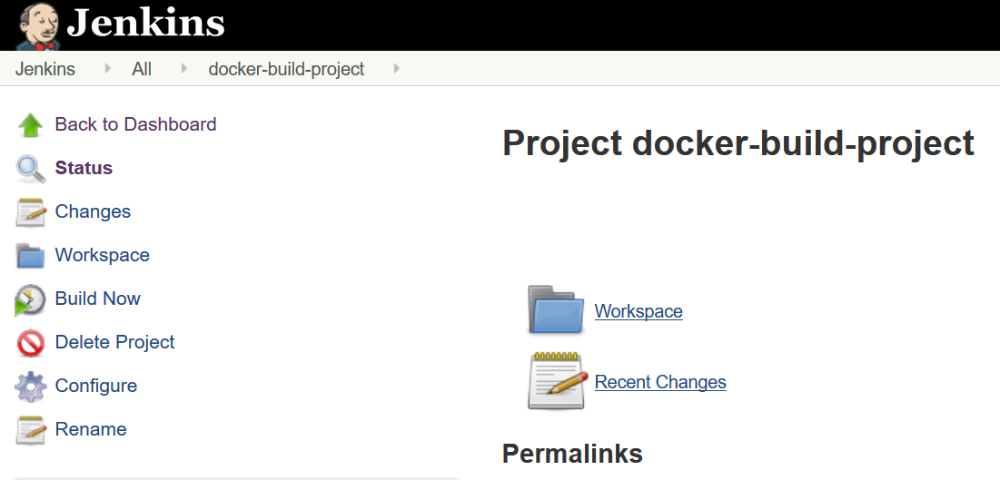 Jenkins
Jenkins All docker-build-project
Back to Dashboard
Status
Changes
Workspace
Build Now
Delete Project
Configure
Rename
Project docker-build-project
Workspace
Recent Changes
Permalinks